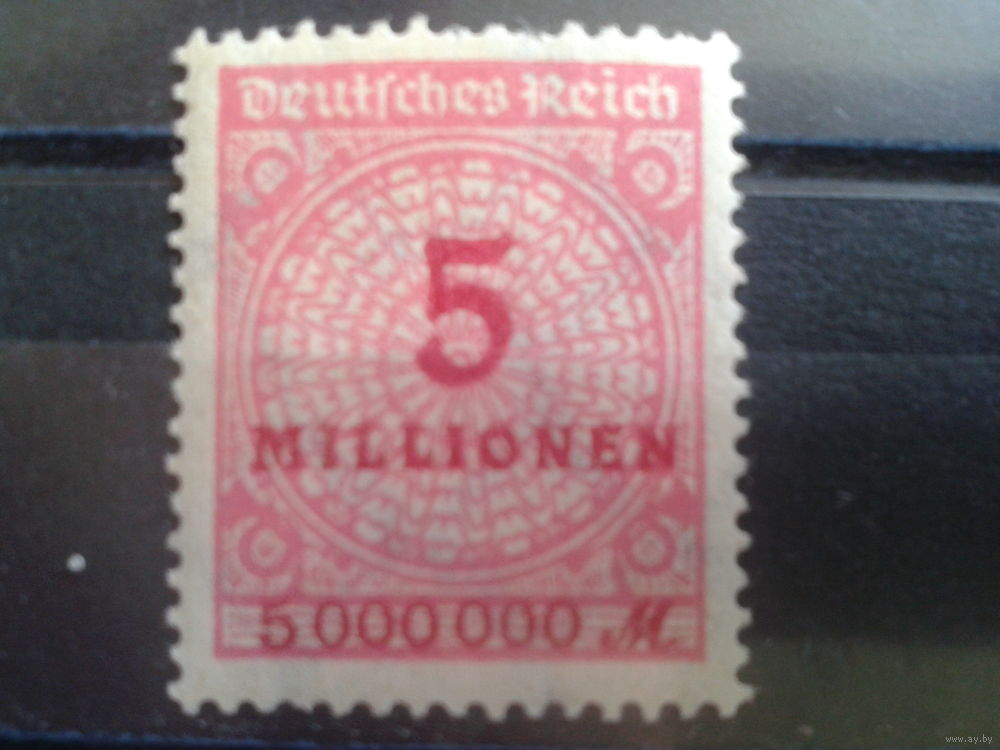 Deutsches Reich
5
MILLIONEN
5 000 000 M.
www.ay.by